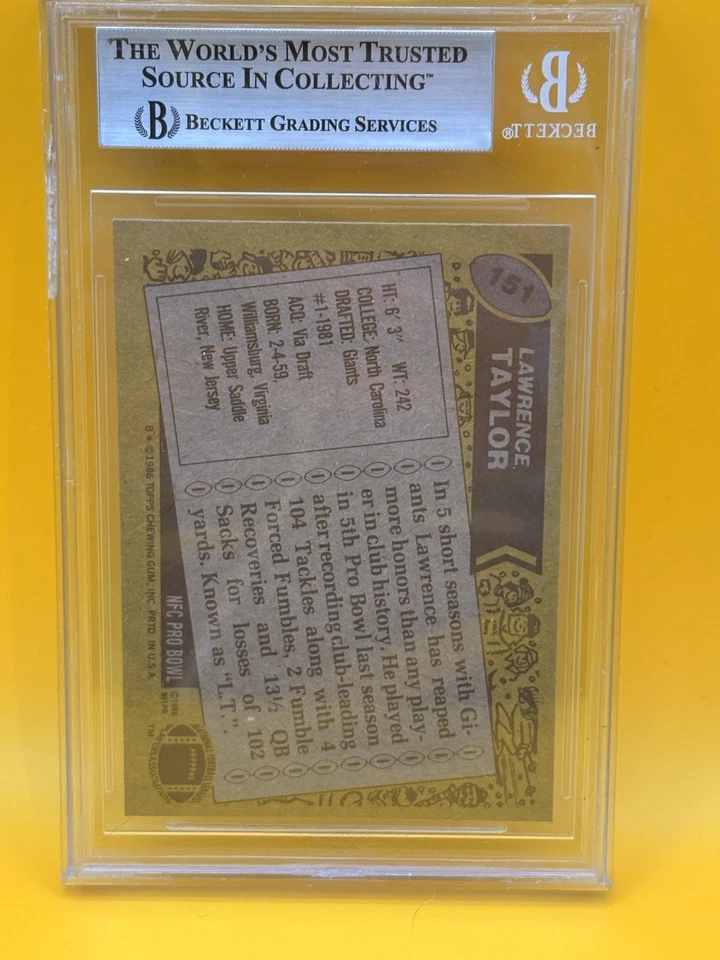 THE WORLD'S MOST TRUSTED
SOURCE IN COLLECTING™
B BECKETT GRADING SERVICES
B
BECKETT®
151
LAWRENCE
TAYLOR
HT: 6' 3" WT: 242
COLLEGE: North Carolina
DRAFTED: Giants
#1-1981
ACQ: Via Draft
BORN: 2-4-59,
Williamsburg, Virginia
HOME: Upper Saddle
River, New Jersey
In 5 short seasons with Gi-
ants, Lawrence has reaped
more honors than any play-
er in club history. He played
in 5th Pro Bowl last season
after recording club-leading
104 Tackles along with 4
Forced Fumbles, 2 Fumble
Recoveries and 13½ QB
Sacks for losses of 102
yards. Known as "L.T."
NFC PRO BOWL
B * © 1986 TOPPS CHEWING GUM, INC. PRTD. IN U.S.A.
©1986
NFLPA
TM